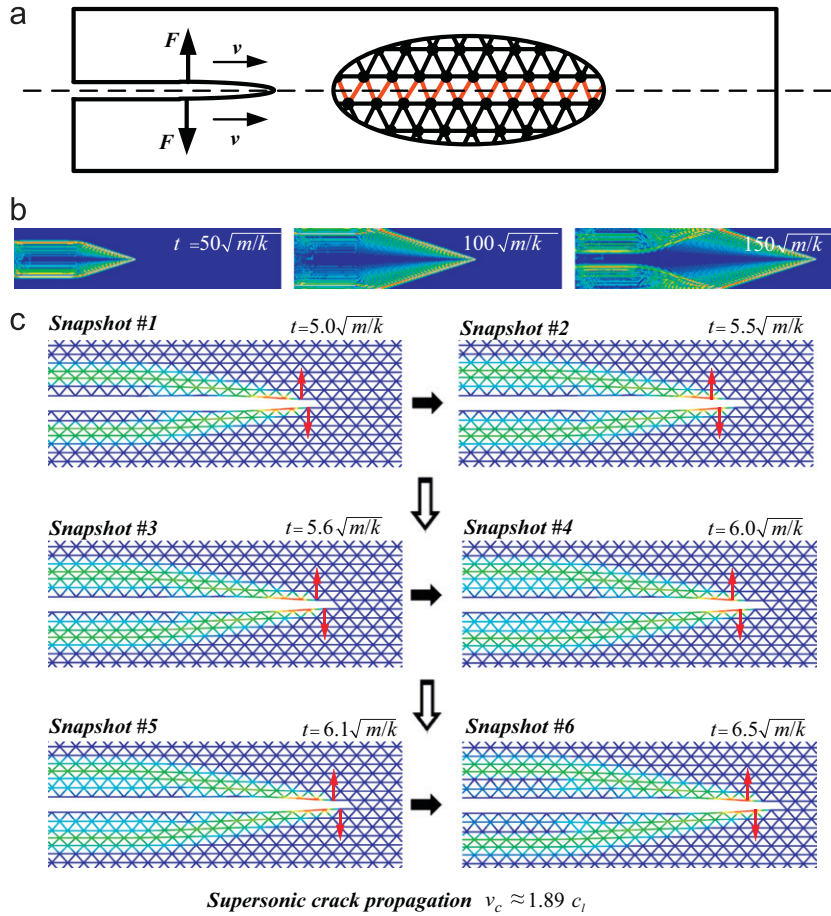 a
F v
F v
b
t = 50√m/k 100√m/k 150√m/k
c
Snapshot #1 t=5.0√m/k Snapshot #2 t=5.5√m/k
Snapshot #3 t=5.6√m/k Snapshot #4 t=6.0√m/k
Snapshot #5 t=6.1√m/k Snapshot #6 t=6.5√m/k
Supersonic crack propagation v_c ≈1.89 c_l